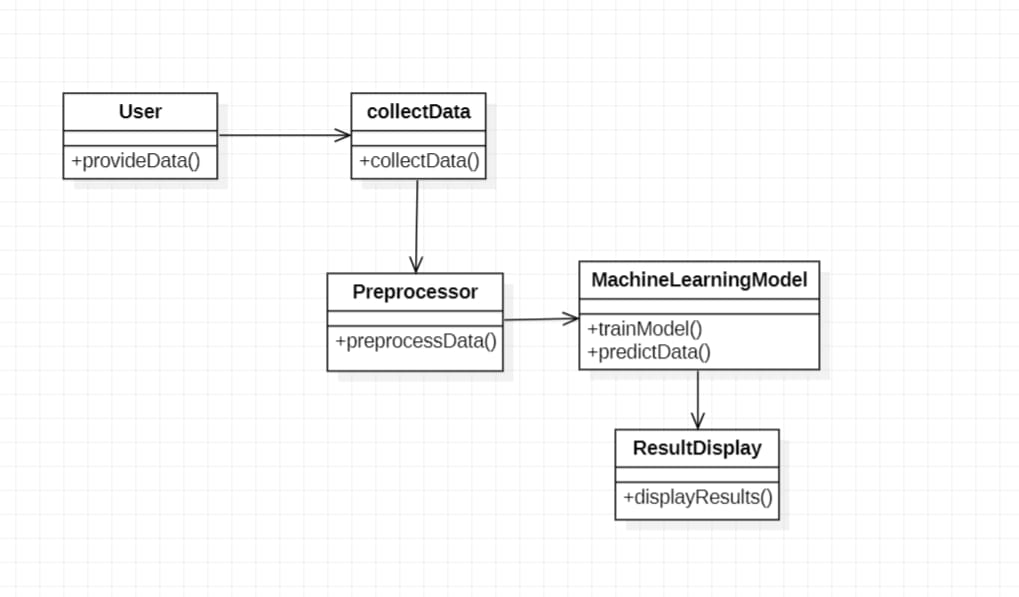 User
+provideData()
collectData
+collectData()
Preprocessor
+preprocessData()
MachineLearningModel
+trainModel()
+predictData()
ResultDisplay
+displayResults()